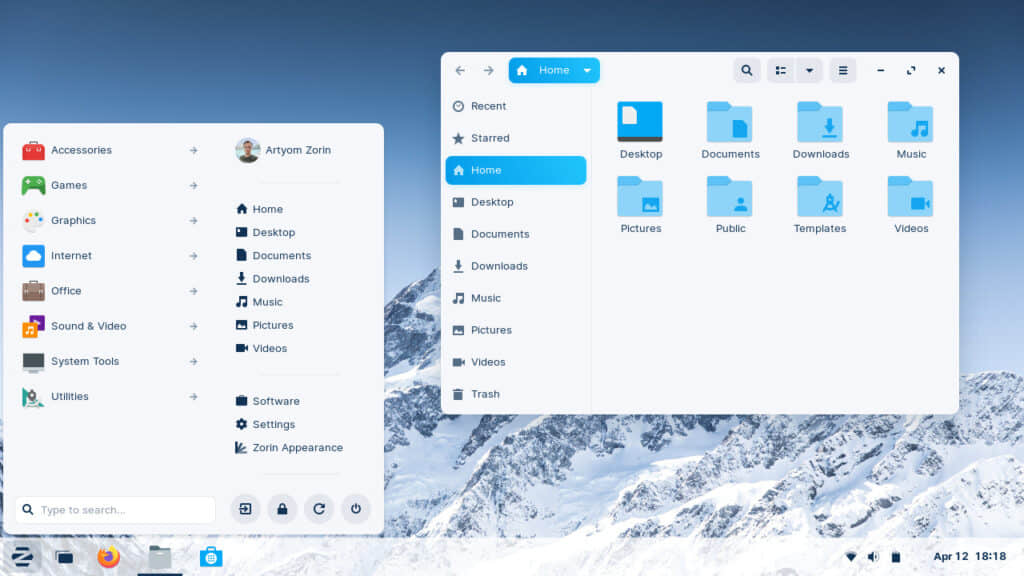 Home
Recent
Starred
Home
Desktop
Documents
Downloads
Music
Pictures
Videos
Trash
Desktop
Documents
Downloads
Music
Pictures
Public
Templates
Videos
Accessories
Games
Graphics
Internet
Office
Sound & Video
System Tools
Utilities
Type to search...
Artyom Zorin
Home
Desktop
Documents
Downloads
Music
Pictures
Videos
Software
Settings
Zorin Appearance
Apr 12 18:18